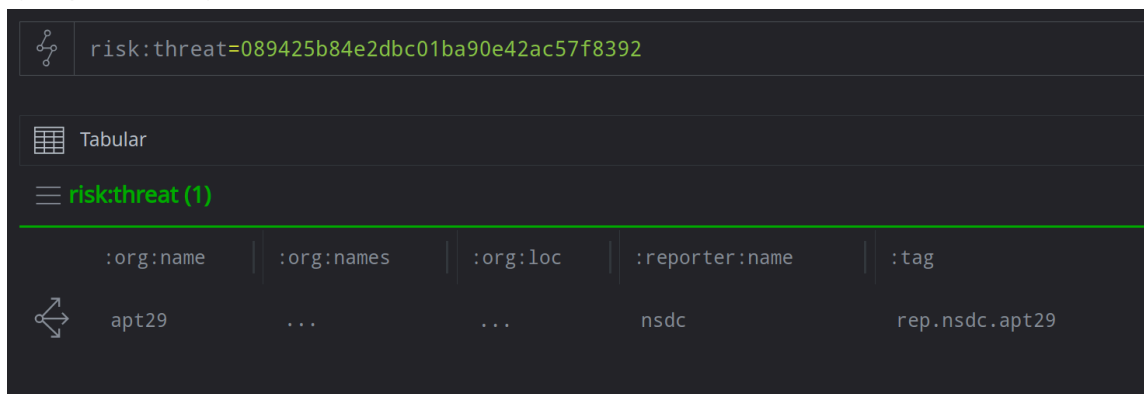 risk:threat=089425b84e2dbc01ba90e42ac57f8392
Tabular
risk:threat (1)
:org:name :org:names :org:loc :reporter:name :tag
apt29 ... ... nsdc rep.nsdc.apt29